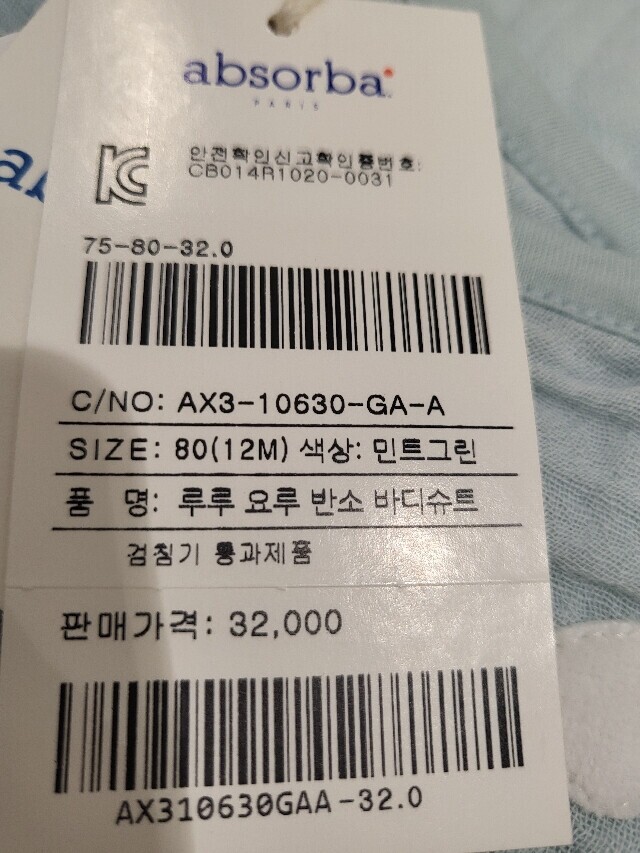 absorba
PARIS
안전확인신고확인증번호:
CB014R1020-0031
75-80-32.0
C/NO: AX3-10630-GA-A
SIZE: 80(12M) 색상: 민트그린
품 명: 루루 요루 반소 바디슈트
검침기 통과제품
판매가격: 32,000
AX310630GAA-32.0